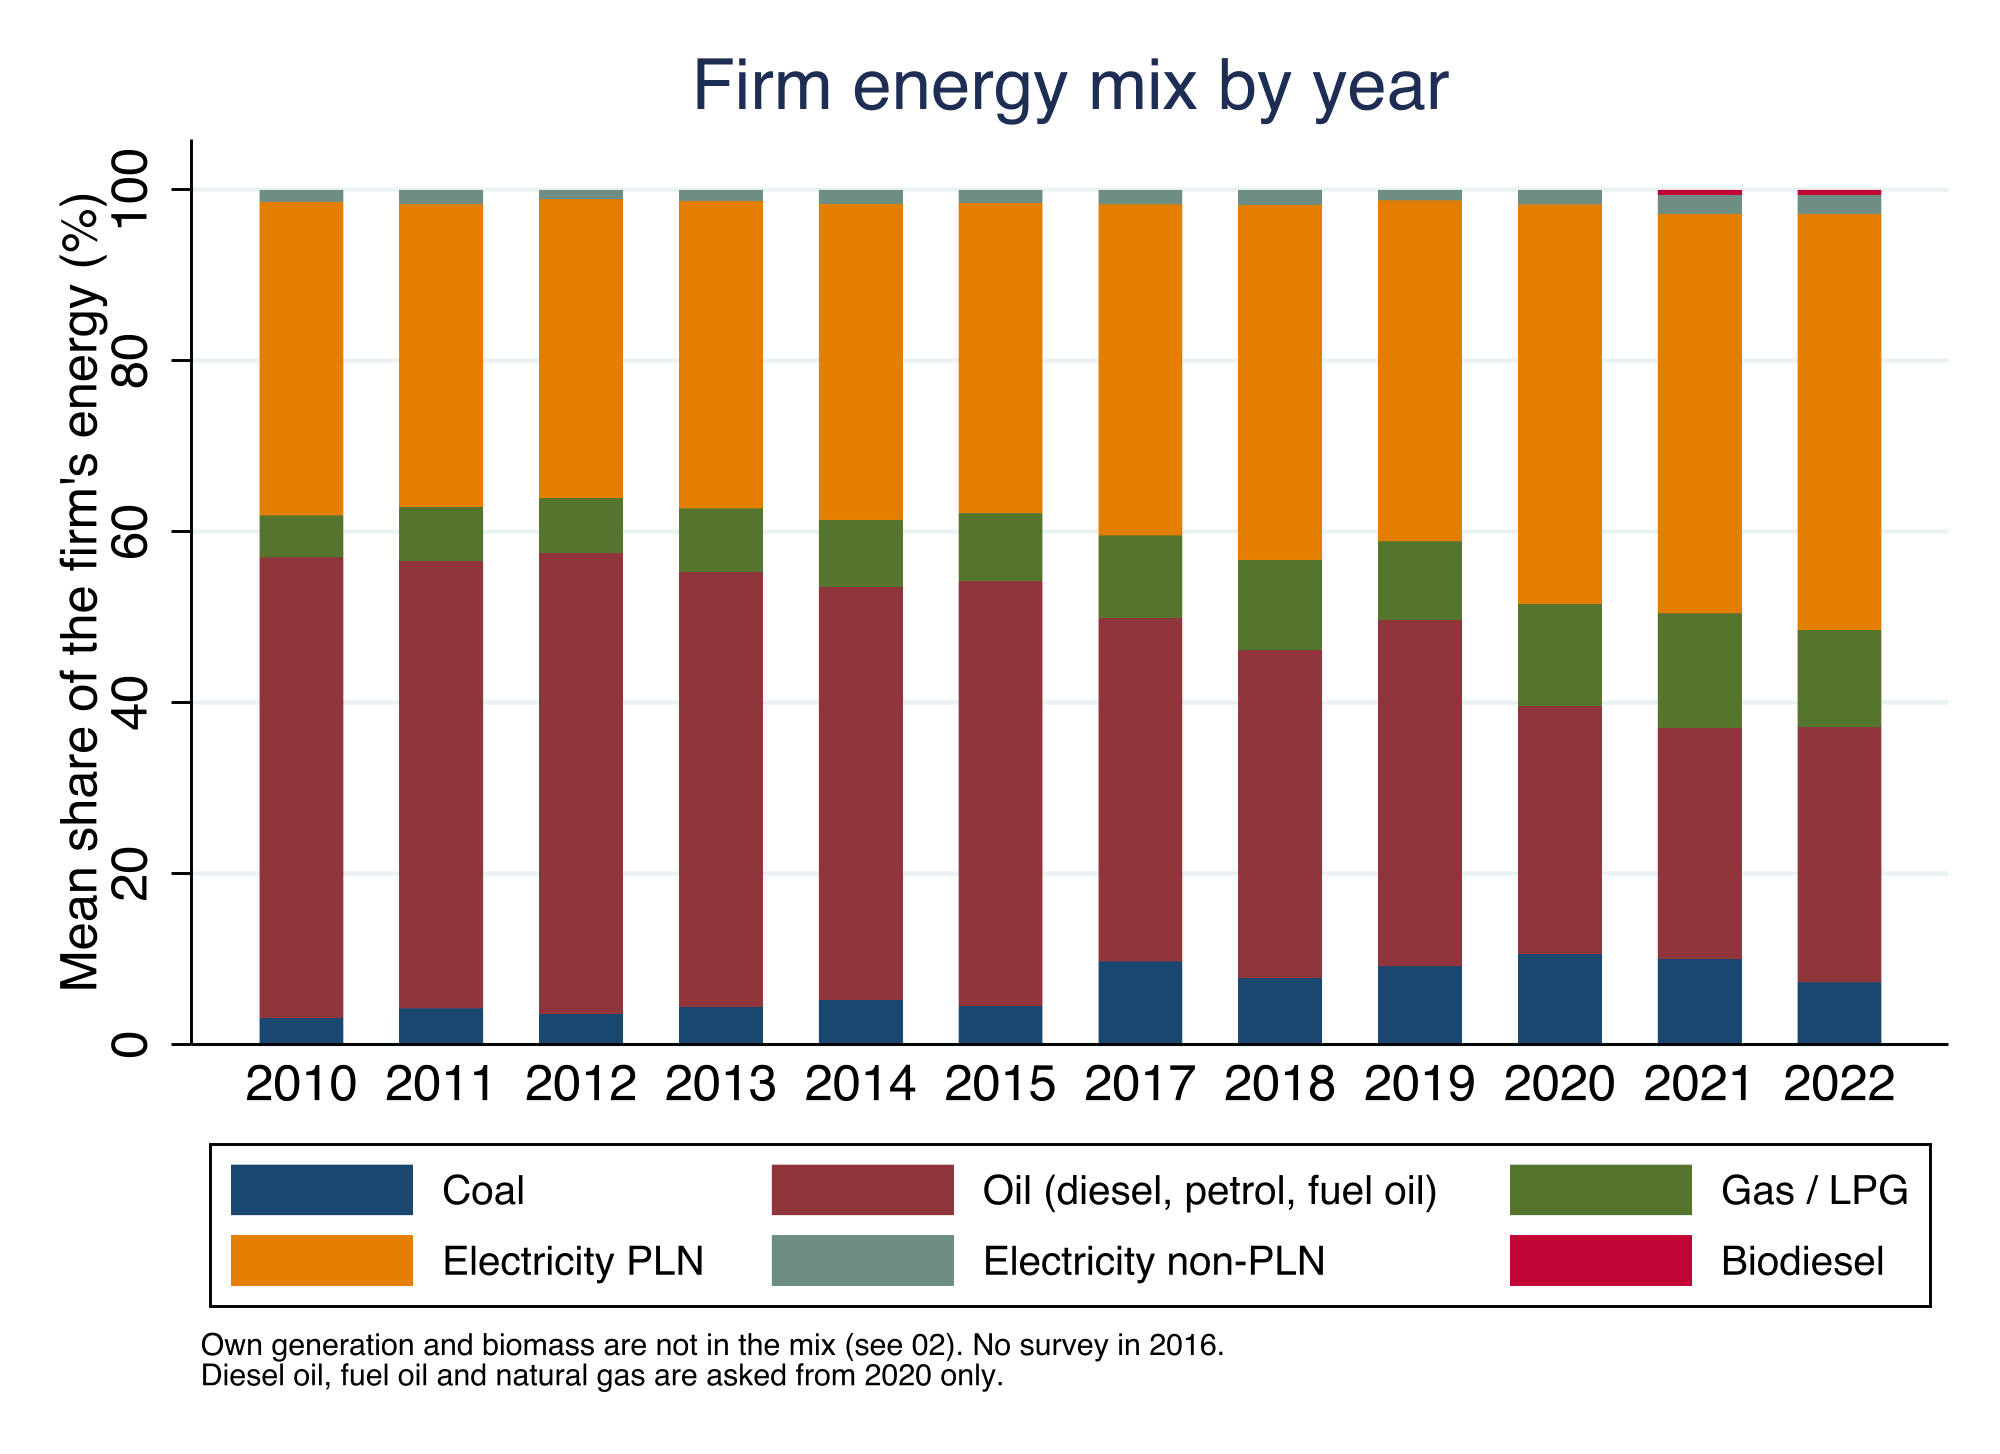 Firm energy mix by year
Mean share of the firm's energy (%)
100
80
60
40
20
0
2010 2011 2012 2013 2014 2015 2017 2018 2019 2020 2021 2022
Coal Oil (diesel, petrol, fuel oil) Gas / LPG
Electricity PLN Electricity non-PLN Biodiesel
Own generation and biomass are not in the mix (see 02). No survey in 2016.
Diesel oil, fuel oil and natural gas are asked from 2020 only.